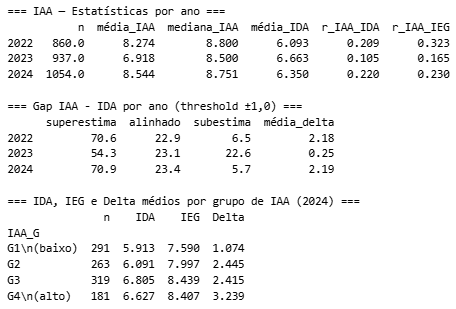 === IAA — Estatísticas por ano ===
n média_IAA mediana_IAA média_IDA r_IAA_IDA r_IAA_IEG
2022 860.0 8.274 8.800 6.093 0.209 0.323
2023 937.0 6.918 8.500 6.663 0.105 0.165
2024 1054.0 8.544 8.751 6.350 0.220 0.230
=== Gap IAA - IDA por ano (threshold ±1,0) ===
superestima alinhado subestima média_delta
2022 70.6 22.9 6.5 2.18
2023 54.3 23.1 22.6 0.25
2024 70.9 23.4 5.7 2.19
=== IDA, IEG e Delta médios por grupo de IAA (2024) ===
n IDA IEG Delta
IAA_G
G1\n(baixo) 291 5.913 7.590 1.074
G2 263 6.091 7.997 2.445
G3 319 6.805 8.439 2.415
G4\n(alto) 181 6.627 8.407 3.239